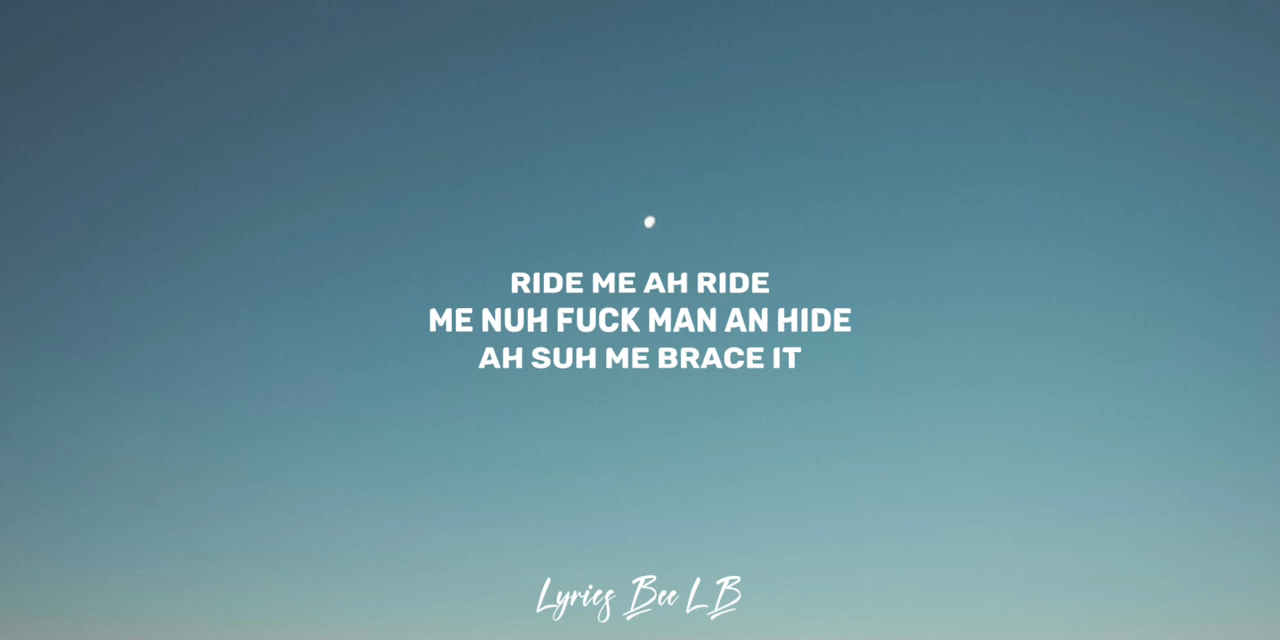 RIDE ME AH RIDE
ME NUH FUCK MAN AN HIDE
AH SUH ME BRACE IT
Lyrics Bee LB